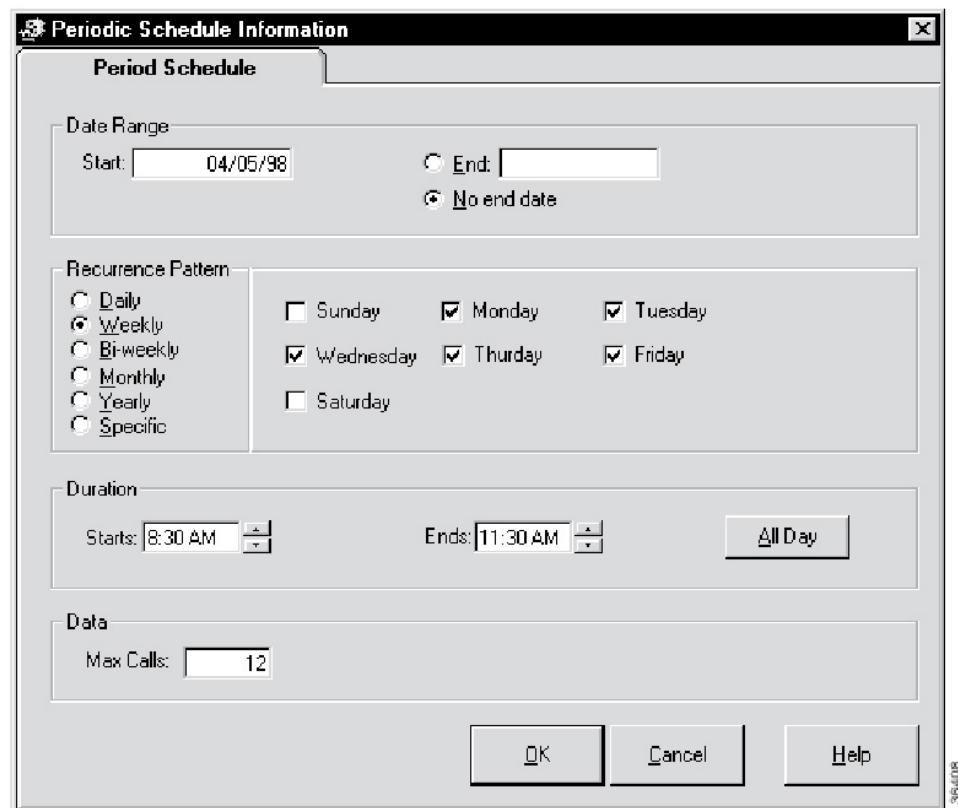 Periodic Schedule Information
Period Schedule
Date Range
Start: 04/05/98
End:
No end date
Recurrence Pattern
Daily
Weekly
Bi-weekly
Monthly
Yearly
Specific
Sunday Monday Tuesday
Wednesday Thurday Friday
Saturday
Duration
Starts: 8:30 AM Ends: 11:30 AM All Day
Data
Max Calls: 12
OK Cancel Help
36408